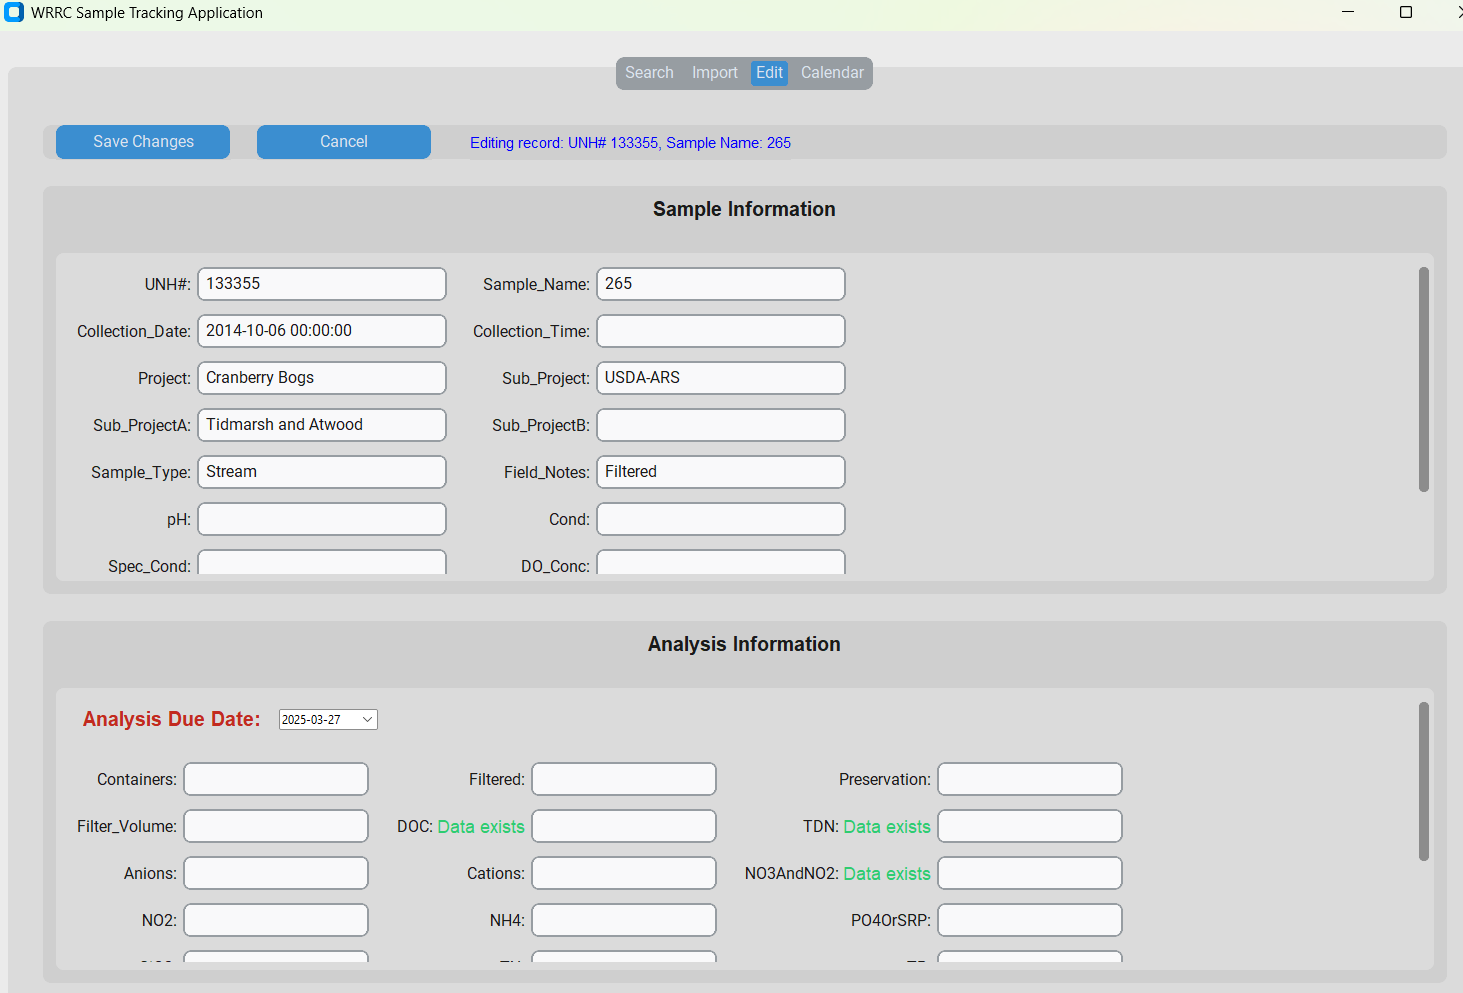 WRRC Sample Tracking Application
Search Import Edit Calendar
Save Changes Cancel Editing record: UNH# 133355, Sample Name: 265
Sample Information
UNH#: 133355 Sample_Name: 265
Collection_Date: 2014-10-06 00:00:00 Collection_Time:
Project: Cranberry Bogs Sub_Project: USDA-ARS
Sub_ProjectA: Tidmarsh and Atwood Sub_ProjectB:
Sample_Type: Stream Field_Notes: Filtered
pH: Cond:
Spec_Cond: DO_Conc:
Analysis Information
Analysis Due Date: 2025-03-27
Containers: Filtered: Preservation:
Filter_Volume: DOC: Data exists TDN: Data exists
Anions: Cations: NO3AndNO2: Data exists
NO2: NH4: PO4OrSRP: